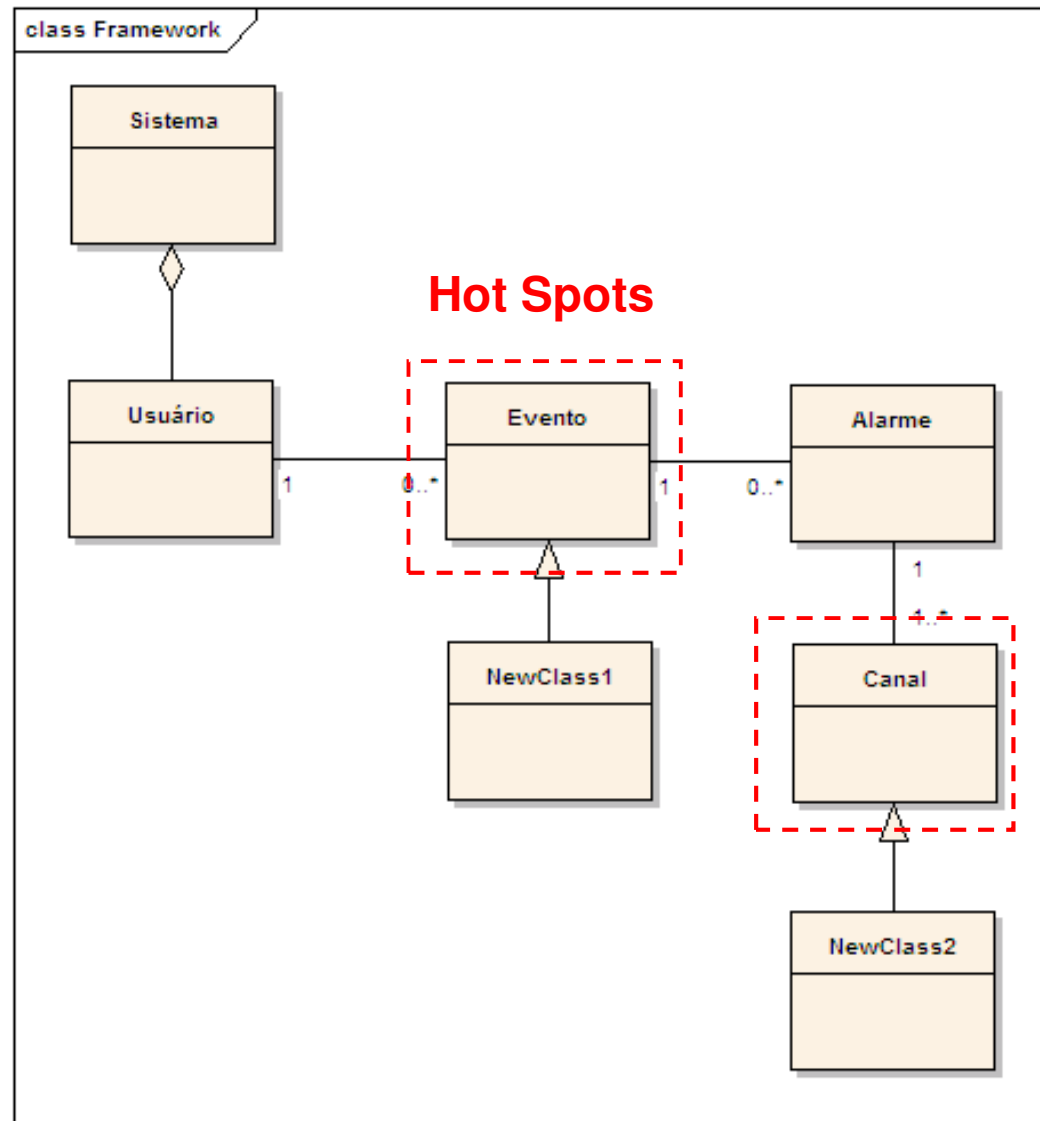 class Framework
Sistema
Hot Spots
Usuário
Evento
Alarme
1
0..*
1
0..*
1
1..*
NewClass1
Canal
NewClass2